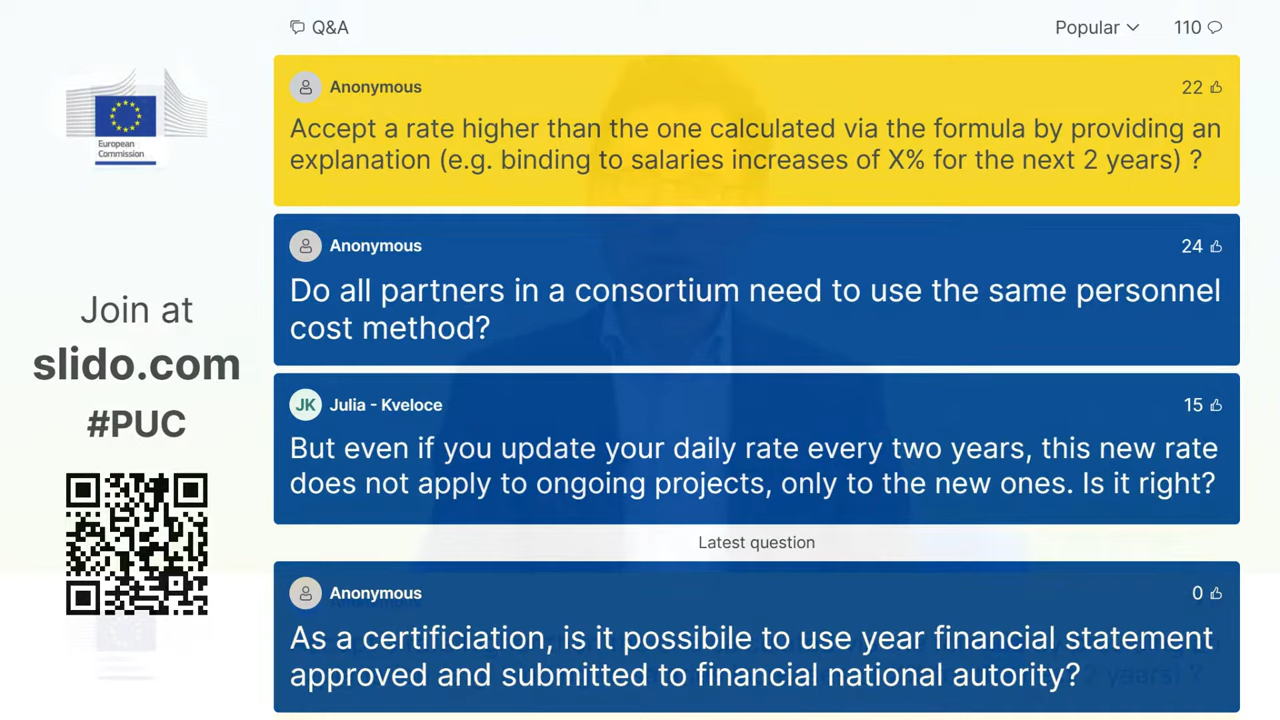 Q&A
Popular
110
European
Commission
Join at
slido.com
#PUC
Anonymous
22
Accept a rate higher than the one calculated via the formula by providing an
explanation (e.g. binding to salaries increases of X% for the next 2 years) ?
Anonymous
24
Do all partners in a consortium need to use the same personnel
cost method?
JK
Julia - Kveloce
15
But even if you update your daily rate every two years, this new rate
does not apply to ongoing projects, only to the new ones. Is it right?
Latest question
Anonymous
0
As a certificiation, is it possibile to use year financial statement
approved and submitted to financial national autority?